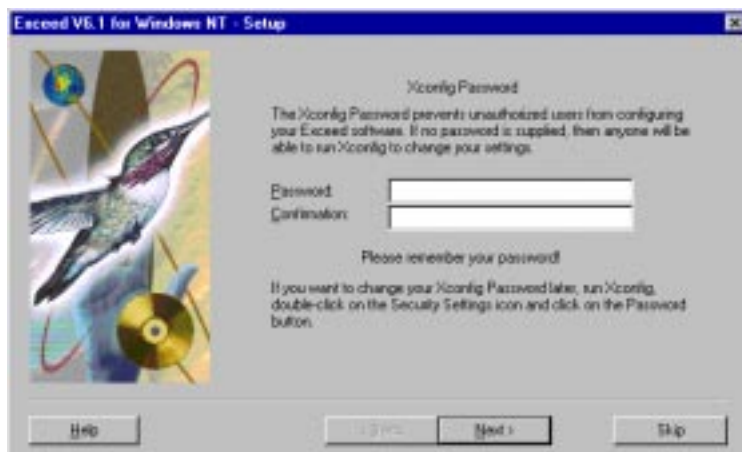 Exceed V6.1 for Windows NT - Setup
Xconfig Password
The Xconfig Password prevents unauthorized users from configuring
your Exceed software. If no password is supplied, then anyone will be
able to run Xconfig to change your settings.
Password:
Confirmation:
Please remember your password!
If you want to change your Xconfig Password later, run Xconfig,
double-click on the Security Settings icon and click on the Password
button.
Help
Next >
Skip